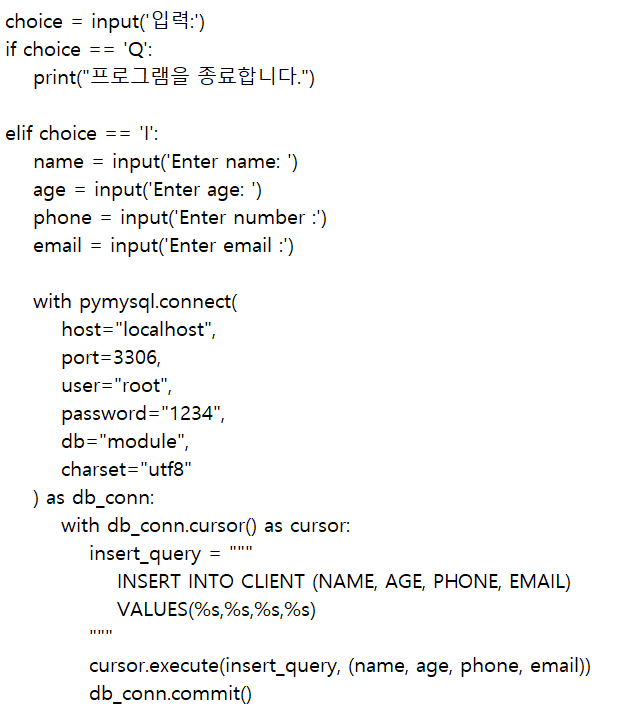 choice = input('입력:')
if choice == 'Q':
print("프로그램을 종료합니다.")
elif choice == 'I':
name = input('Enter name: ')
age = input('Enter age: ')
phone = input('Enter number :')
email = input('Enter email :')
with pymysql.connect(
host="localhost",
port=3306,
user="root",
password="1234",
db="module",
charset="utf8"
) as db_conn:
with db_conn.cursor() as cursor:
insert_query = """
INSERT INTO CLIENT (NAME, AGE, PHONE, EMAIL)
VALUES(%s,%s,%s,%s)
"""
cursor.execute(insert_query, (name, age, phone, email))
db_conn.commit()